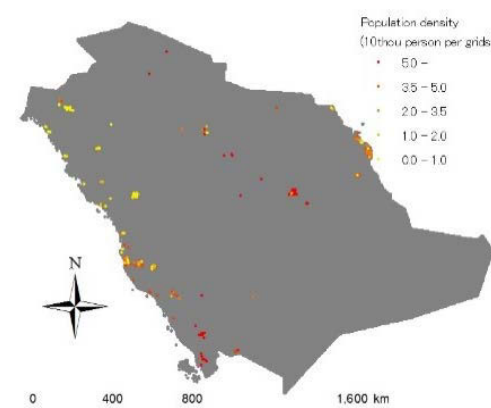 Population density
(10thou person per grids
5.0 -
3.5 - 5.0
2.0 - 3.5
1.0 - 2.0
0.0 - 1.0
N
0 400 800 1,600 km